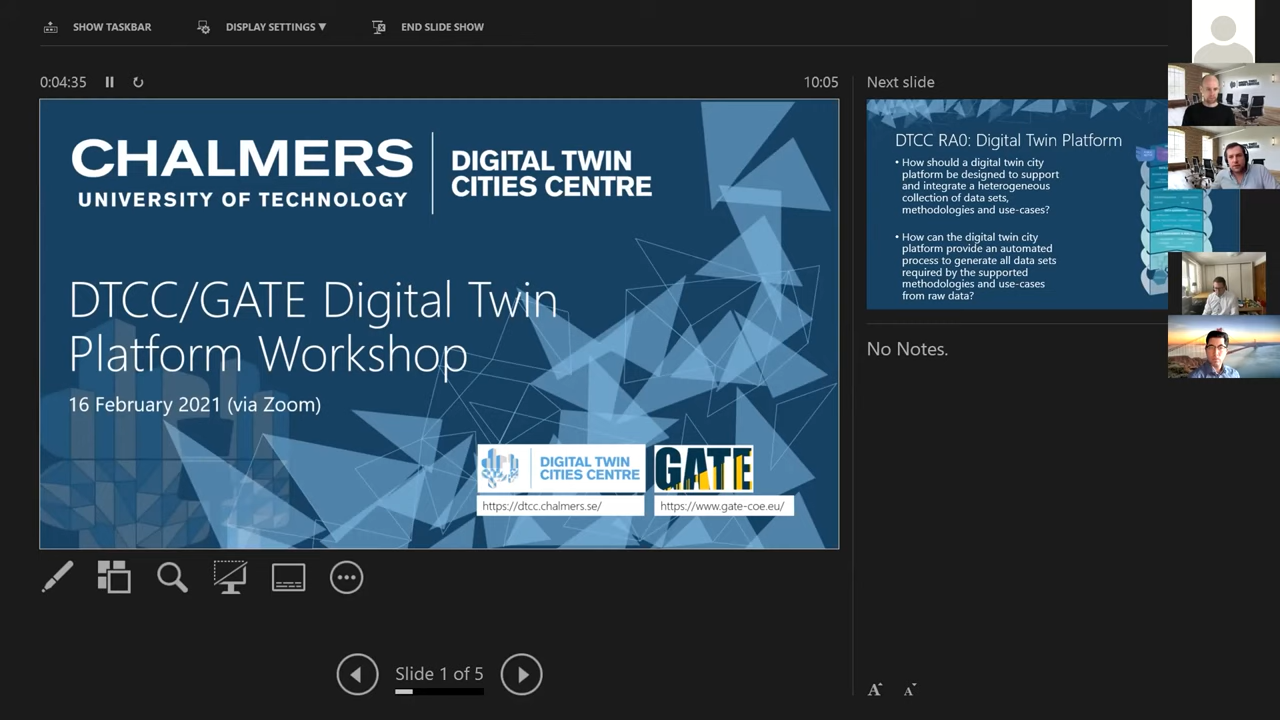 SHOW TASKBAR
DISPLAY SETTINGS ▼
END SLIDE SHOW
0:04:35
10:05
CHALMERS
UNIVERSITY OF TECHNOLOGY
DIGITAL TWIN
CITIES CENTRE
DTCC/GATE Digital Twin
Platform Workshop
16 February 2021 (via Zoom)
DIGITAL TWIN
CITIES CENTRE
GATE
https://dtcc.chalmers.se/
https://www.gate-coe.eu/
Slide 1 of 5
Next slide
DTCC RA0: Digital Twin Platform
• How should a digital twin city
platform be designed to support
and integrate a heterogeneous
collection of data sets,
methodologies and use-cases?
• How can the digital twin city
platform provide an automated
process to generate all data sets
required by the supported
methodologies and use-cases
from raw data?
No Notes.
A A